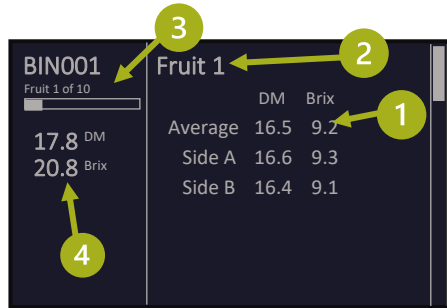 BIN001
Fruit 1 of 10
17.8 DM
20.8 Brix
Fruit 1
DM Brix
Average 16.5 9.2
Side A 16.6 9.3
Side B 16.4 9.1
3
2
1
4